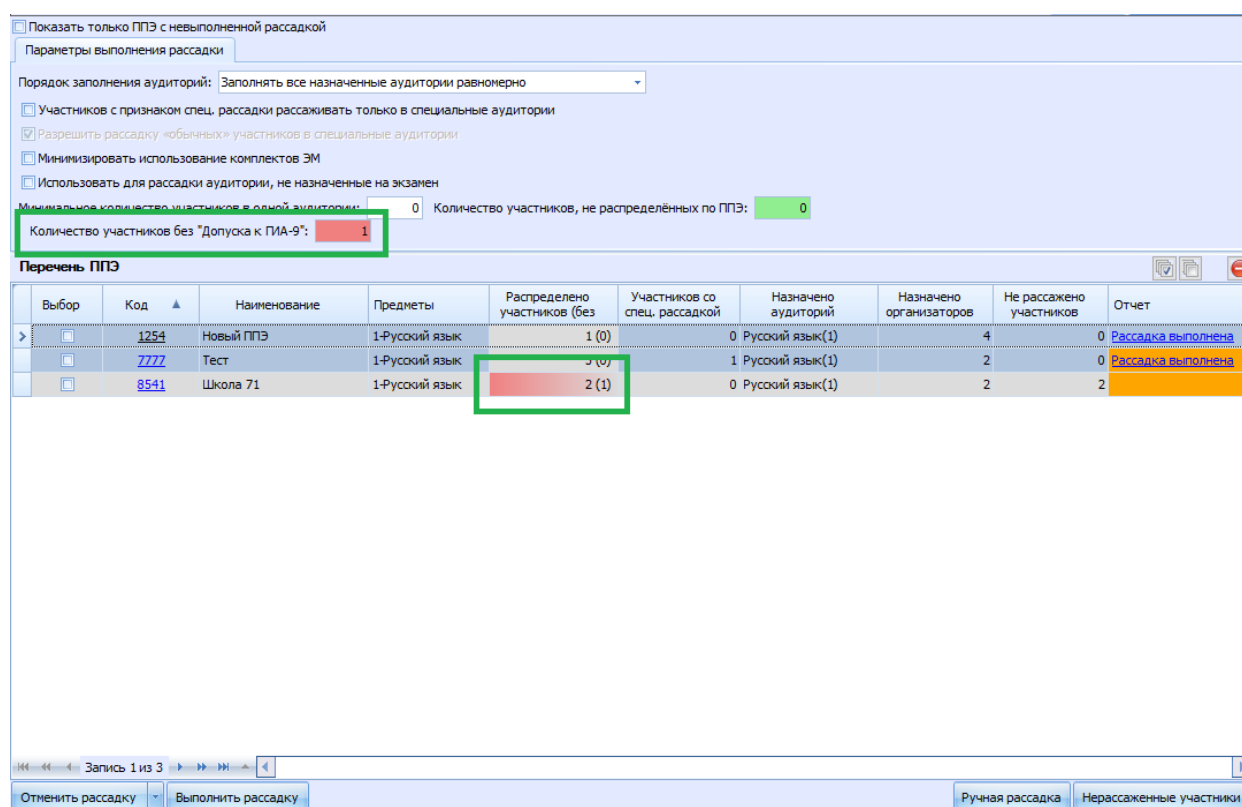 Показать только ППЭ с невыполненной рассадкой
Параметры выполнения рассадки
Порядок заполнения аудиторий: Заполнять все назначенные аудитории равномерно
Участников с признаком спец. рассадки рассаживать только в специальные аудитории
Разрешить рассадку «обычных» участников в специальные аудитории
Минимизировать использование комплектов ЭМ
Использовать для рассадки аудитории, не назначенные на экзамен
Минимальное количество участников в одной аудитории: 0 Количество участников, не распределённых по ППЭ: 0
Количество участников без "Допуска к ГИА-9": 1
Перечень ППЭ
Выбор Код Наименование Предметы Распределено участников (без Участников со спец. рассадкой Назначено аудиторий Назначено организаторов Не рассажено участников Отчет
1254 Новый ППЭ 1-Русский язык 1 (0) 0 Русский язык(1) 4 0 Рассадка выполнена
7777 Тест 1-Русский язык (0) 1 Русский язык(1) 2 0 Рассадка выполнена
8541 Школа 71 1-Русский язык 2 (1) 0 Русский язык(1) 2 2
Запись 1 из 3
Отменить рассадку Выполнить рассадку Ручная рассадка Нерассаженные участники